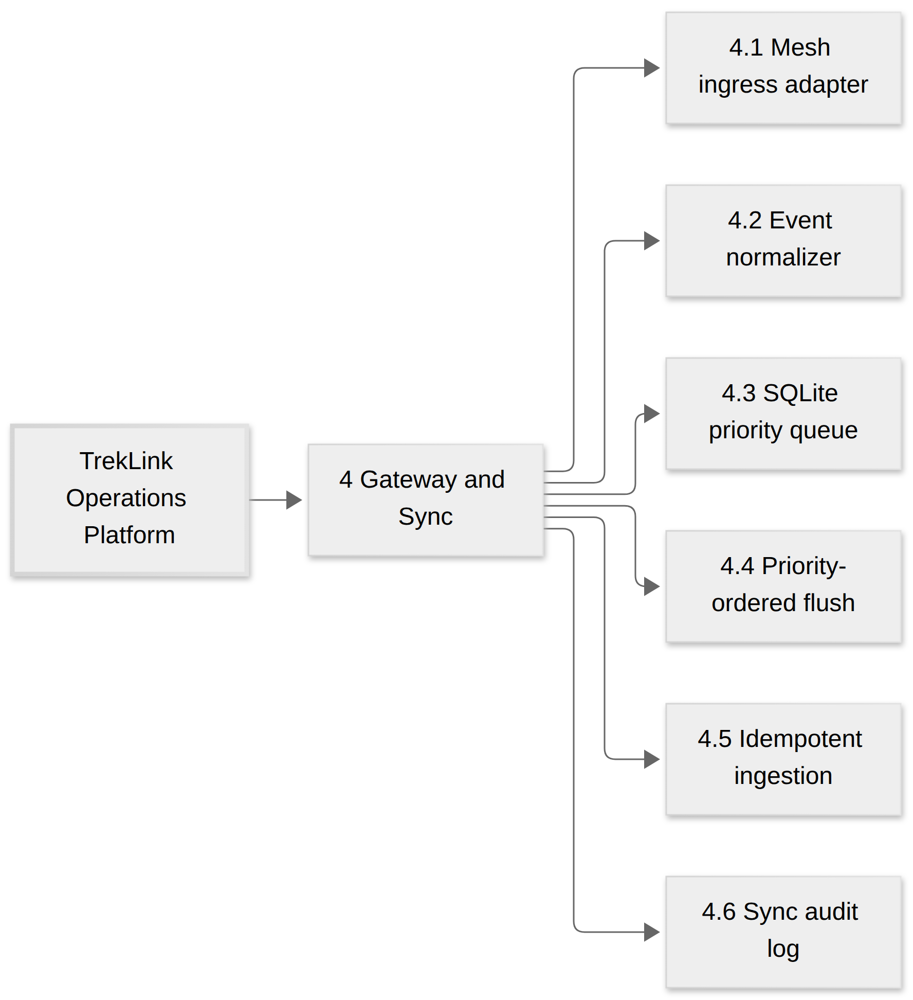 TrekLink
Operations
Platform
4 Gateway and
Sync
4.1 Mesh
ingress adapter
4.2 Event
normalizer
4.3 SQLite
priority queue
4.4 Priority-
ordered flush
4.5 Idempotent
ingestion
4.6 Sync audit
log